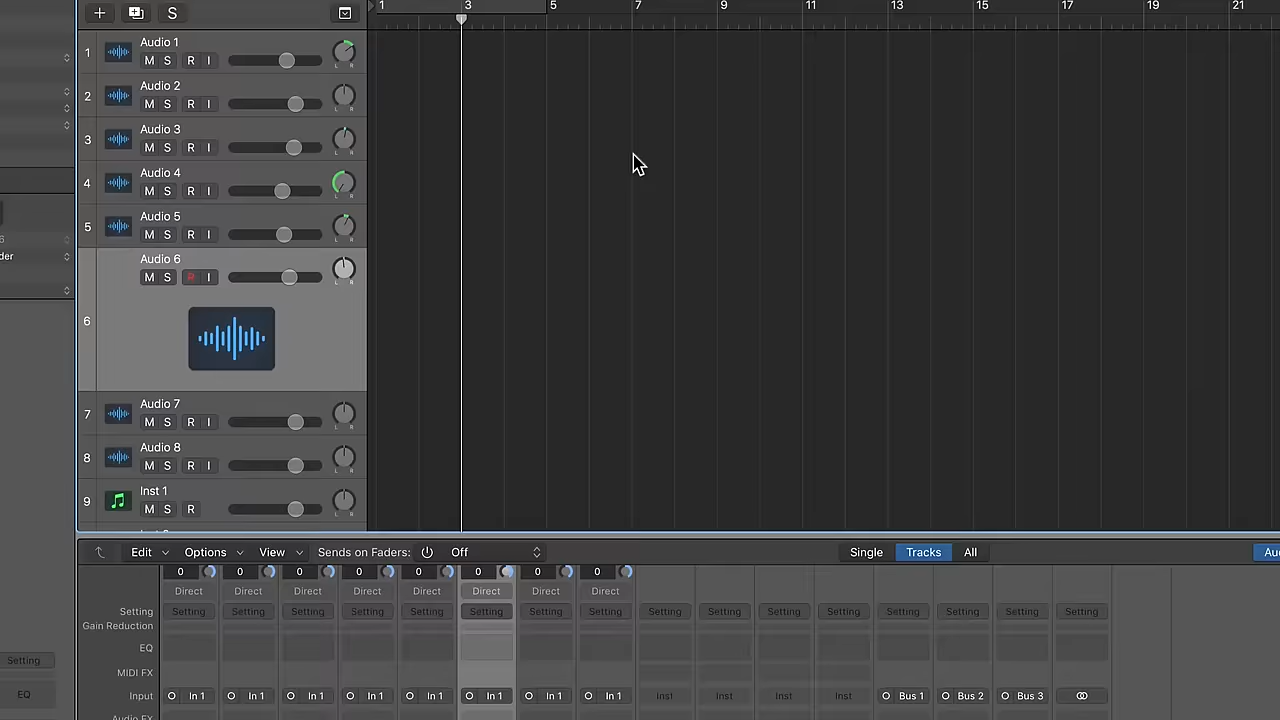 S
1 3 5 7 9 11 13 15 17 19 21
1 Audio 1
M S R I
L R
2 Audio 2
M S R I
L R
3 Audio 3
M S R I
L R
4 Audio 4
M S R I
L R
5 Audio 5
M S R I
L R
6
der
Audio 6
M S R I
L R
6
7 Audio 7
M S R I
L R
8 Audio 8
M S R I
L R
9 Inst 1
M S R
L R
Edit Options View Sends on Faders: Off Single Tracks All Au
0 0 0 0 0 0 0 0
Direct Direct Direct Direct Direct Direct Direct Direct
Setting Setting Setting Setting Setting Setting Setting Setting Setting Setting Setting Setting Setting Setting Setting Setting Setting
Gain Reduction
EQ
Setting
MIDI FX
EQ
Input In 1 In 1 In 1 In 1 In 1 In 1 In 1 In 1 Inst Inst Inst Inst Bus 1 Bus 2 Bus 3
Audio FX